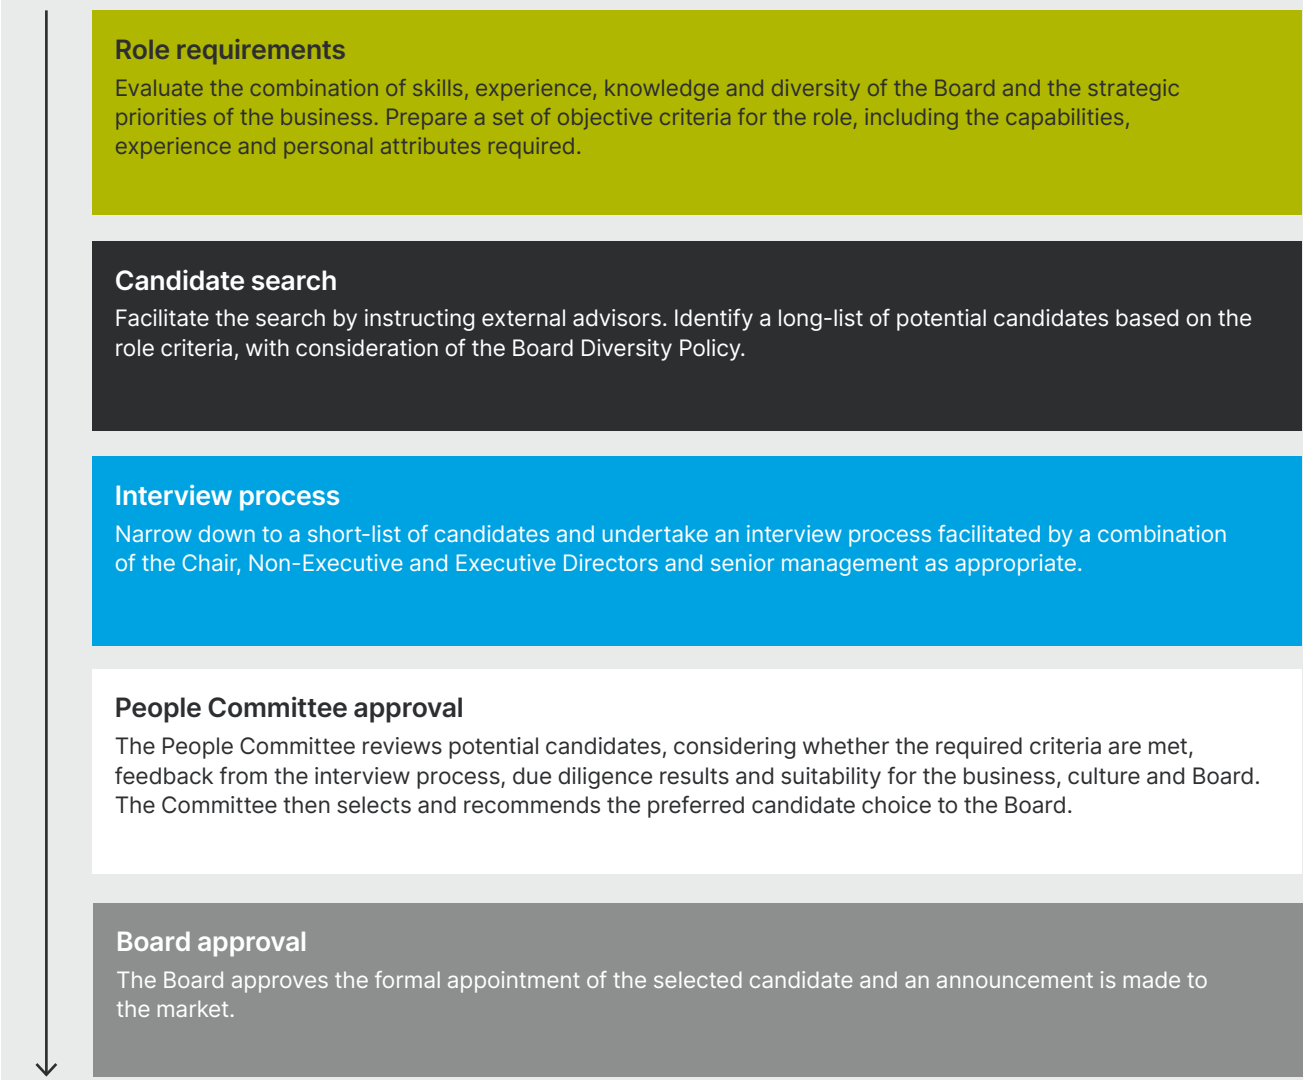 Role requirements
Evaluate the combination of skills, experience, knowledge and diversity of the Board and the strategic
priorities of the business. Prepare a set of objective criteria for the role, including the capabilities,
experience and personal attributes required.
Candidate search
Facilitate the search by instructing external advisors. Identify a long-list of potential candidates based on the
role criteria, with consideration of the Board Diversity Policy.
Interview process
Narrow down to a short-list of candidates and undertake an interview process facilitated by a combination
of the Chair, Non-Executive and Executive Directors and senior management as appropriate.
People Committee approval
The People Committee reviews potential candidates, considering whether the required criteria are met,
feedback from the interview process, due diligence results and suitability for the business, culture and Board.
The Committee then selects and recommends the preferred candidate choice to the Board.
Board approval
The Board approves the formal appointment of the selected candidate and an announcement is made to
the market.